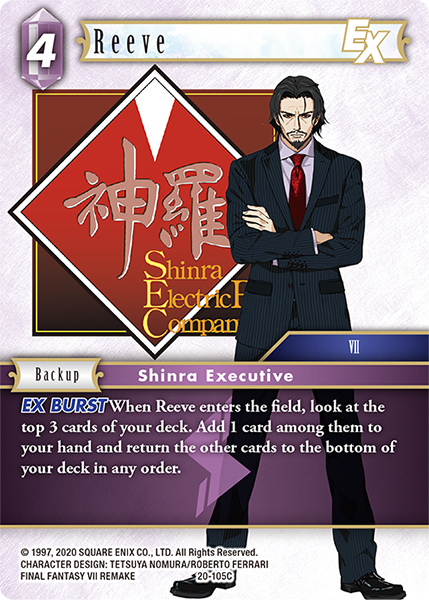 4
Reeve
EX
神羅
Shinra
Electric P
Compan
VII
Backup
Shinra Executive
EX BURST When Reeve enters the field, look at the
top 3 cards of your deck. Add 1 card among them to
your hand and return the other cards to the bottom of
your deck in any order.
© 1997, 2020 SQUARE ENIX CO., LTD. All Rights Reserved.
CHARACTER DESIGN: TETSUYA NOMURA/ROBERTO FERRARI
FINAL FANTASY VII REMAKE
20-105C